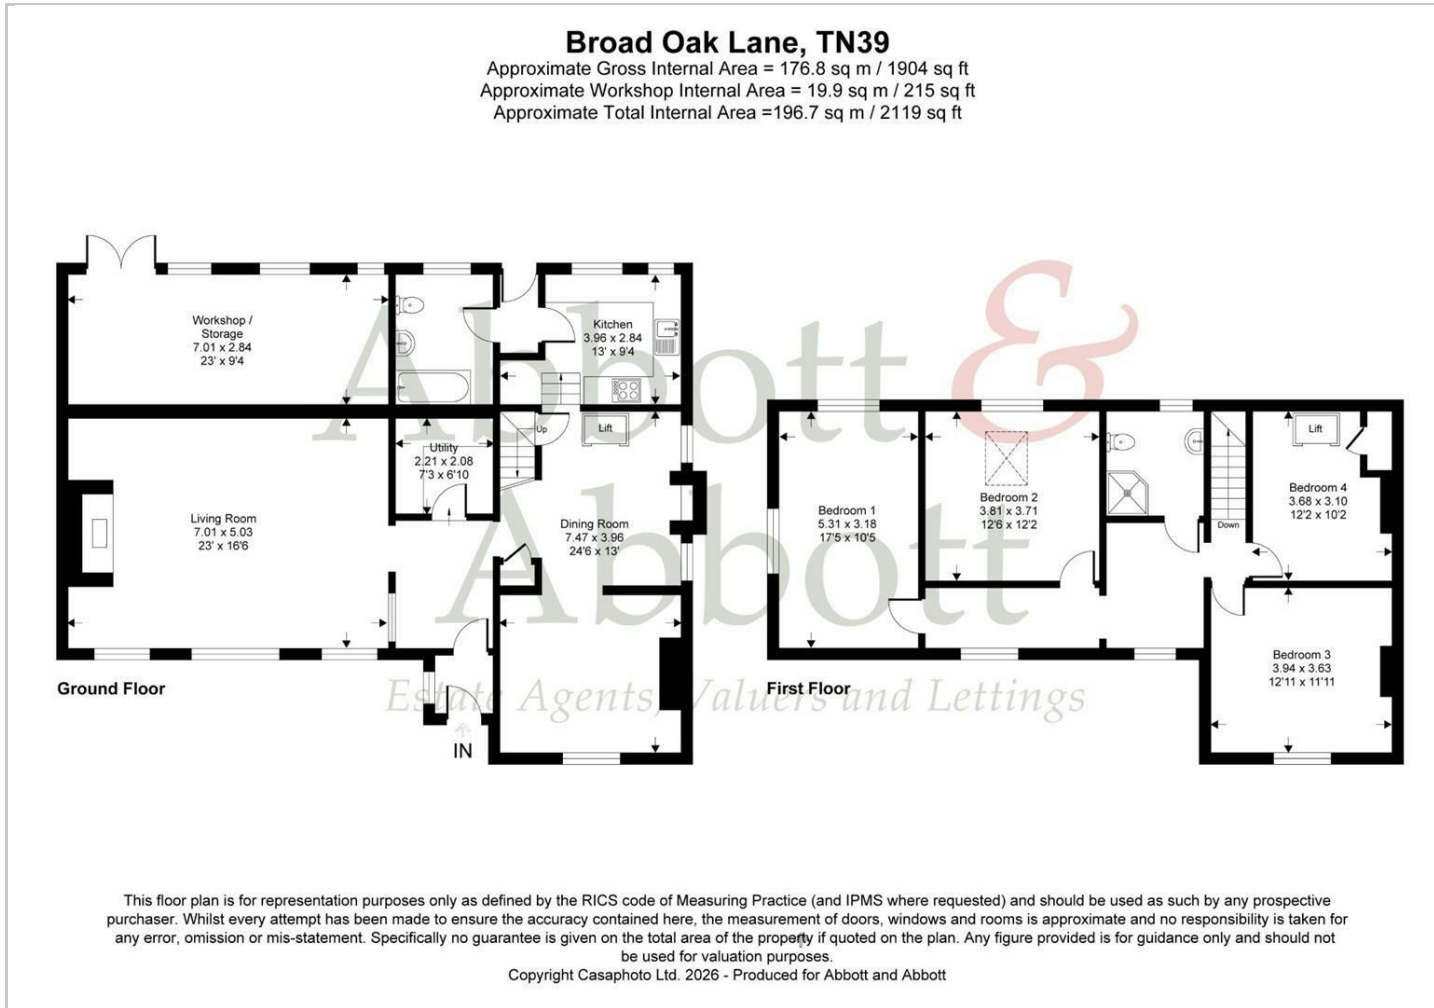 Broad Oak Lane, TN39
Approximate Gross Internal Area = 176.8 sq m / 1904 sq ft
Approximate Workshop Internal Area = 19.9 sq m / 215 sq ft
Approximate Total Internal Area =196.7 sq m / 2119 sq ft
Abbott &
Abbott
Estate Agents, Valuers and Lettings
Workshop /
Storage
7.01 x 2.84
23' x 9'4
Kitchen
3.96 x 2.84
13' x 9'4
Up
Lift
Utility
2.21 x 2.08
7'3 x 6'10
Living Room
7.01 x 5.03
23' x 16'6
Dining Room
7.47 x 3.96
24'6 x 13'
IN
Ground Floor
Bedroom 1
5.31 x 3.18
17'5 x 10'5
Bedroom 2
3.81 x 3.71
12'6 x 12'2
Down
Lift
Bedroom 4
3.68 x 3.10
12'2 x 10'2
Bedroom 3
3.94 x 3.63
12'11 x 11'11
First Floor
This floor plan is for representation purposes only as defined by the RICS code of Measuring Practice (and IPMS where requested) and should be used as such by any prospective
purchaser. Whilst every attempt has been made to ensure the accuracy contained here, the measurement of doors, windows and rooms is approximate and no responsibility is taken for
any error, omission or mis-statement. Specifically no guarantee is given on the total area of the property if quoted on the plan. Any figure provided is for guidance only and should not
be used for valuation purposes.
Copyright Casaphoto Ltd. 2026 - Produced for Abbott and Abbott